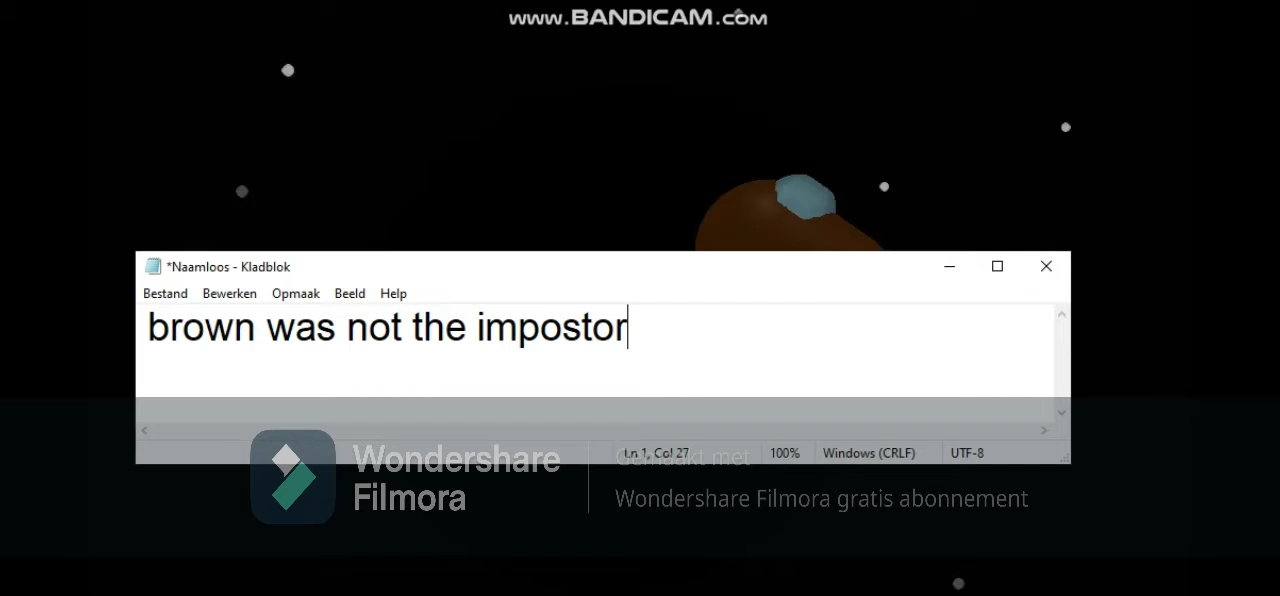 www.BANDICAM.com
*Naamloos - Kladblok
Bestand Bewerken Opmaak Beeld Help
brown was not the impostor
Ln 1, Col 27 100% Windows (CRLF) UTF-8
Wondershare
Filmora
Gemaakt met
Wondershare Filmora gratis abonnement